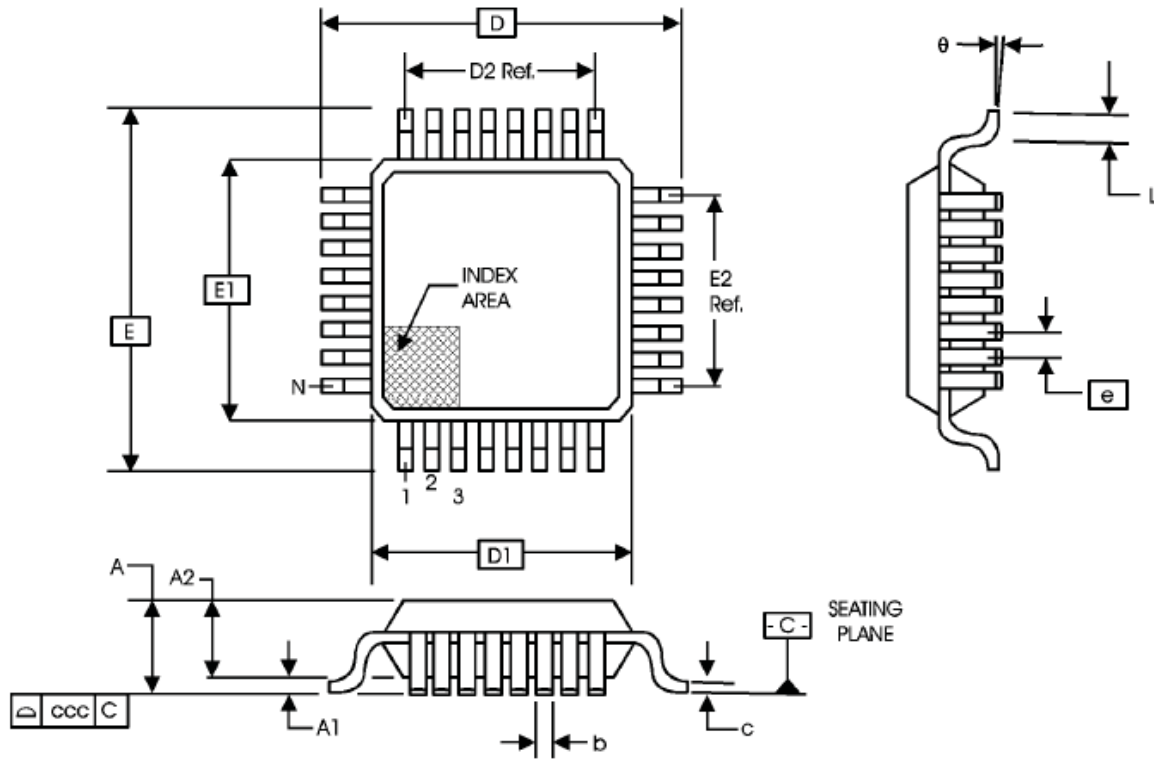 D
θ
D2 Ref.
L
E1
INDEX
AREA
E2
Ref.
E
N
e
1
2
3
D1
A
A2
- C -
SEATING
PLANE
ccc
C
A1
b
c